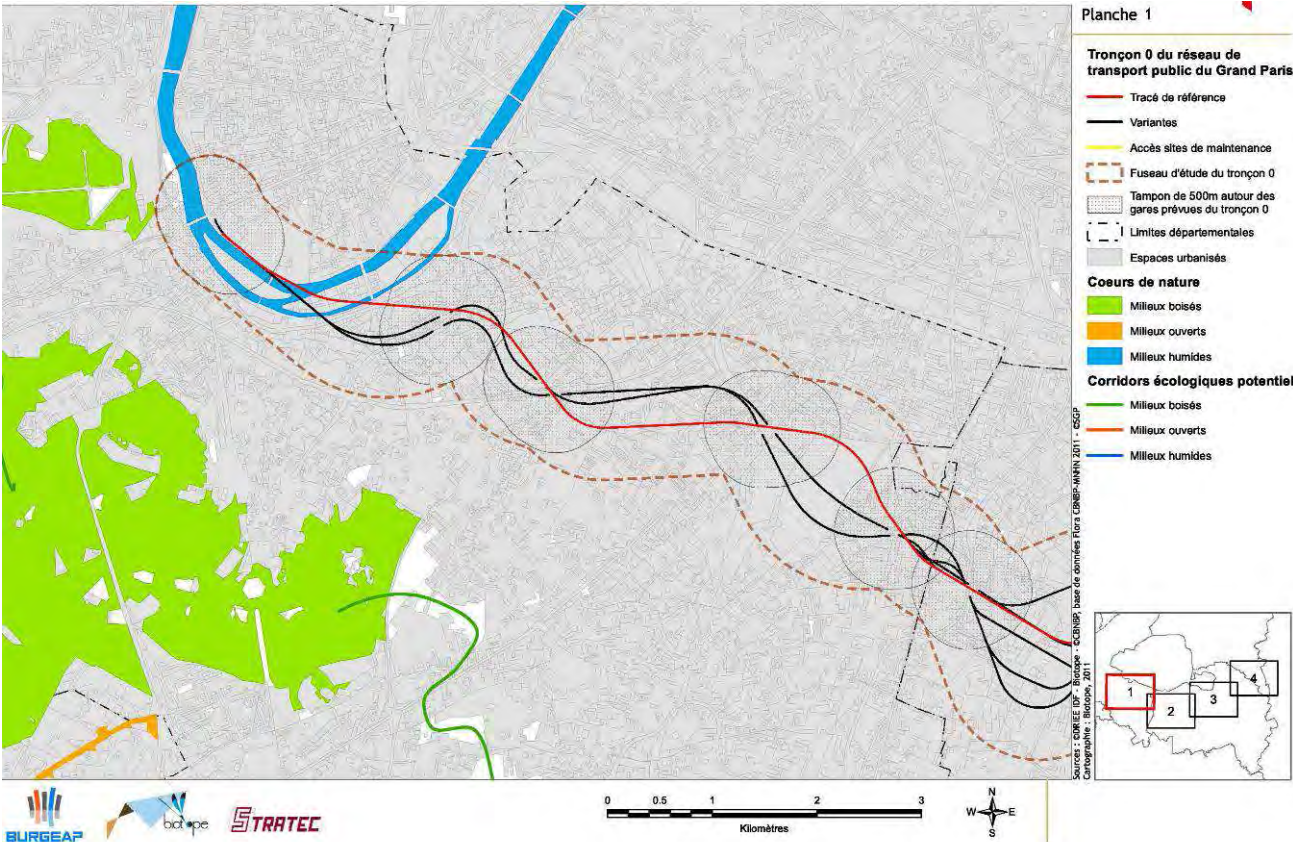 Planche 1
Tronçon 0 du réseau de
transport public du Grand Paris
Tracé de référence
Variantes
Accès sites de maintenance
Fuseau d'étude du tronçon 0
Tampon de 500m autour des
gares prévues du tronçon 0
Limites départementales
Espaces urbanisés
Coeurs de nature
Milieux boisés
Milieux ouverts
Milieux humides
Corridors écologiques potentiel
Milieux boisés
Milieux ouverts
Milieux humides
Sources : ©DRIEE IDF - Biotope - ©CBNBP, base de données Flora CBNBP-MNHN 2011 - ©SGP
Cartographie : Biotope, 2011
1
2
3
4
BURGEAP
biotope
STRATEC
0 0.5 1 2 3
Kilomètres
N
W E
S